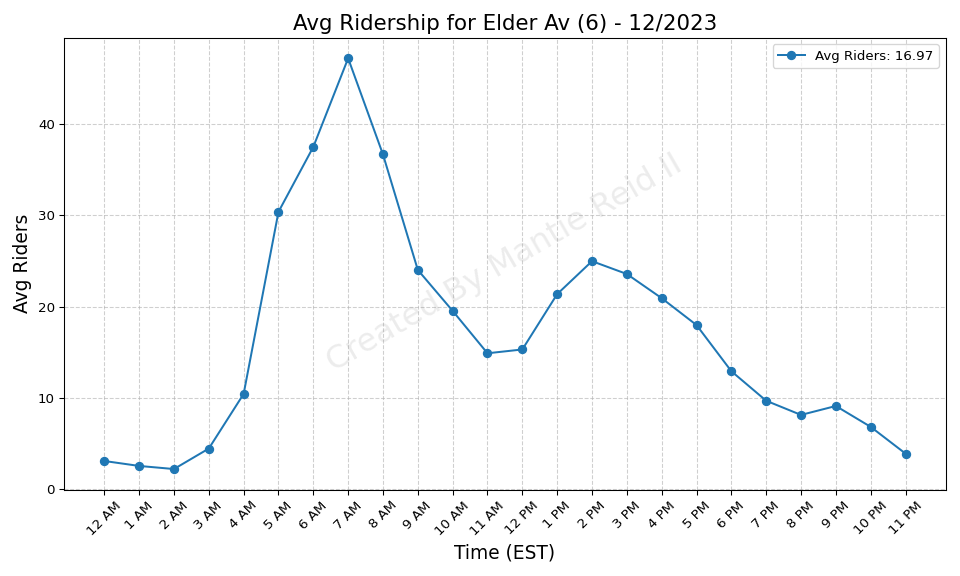 Avg Ridership for Elder Av (6) - 12/2023
Avg Riders: 16.97
Avg Riders
40
30
20
10
0
Created By Mantie Reid II
12 AM
1 AM
2 AM
3 AM
4 AM
5 AM
6 AM
7 AM
8 AM
9 AM
10 AM
11 AM
12 PM
1 PM
2 PM
3 PM
4 PM
5 PM
6 PM
7 PM
8 PM
9 PM
10 PM
11 PM
Time (EST)